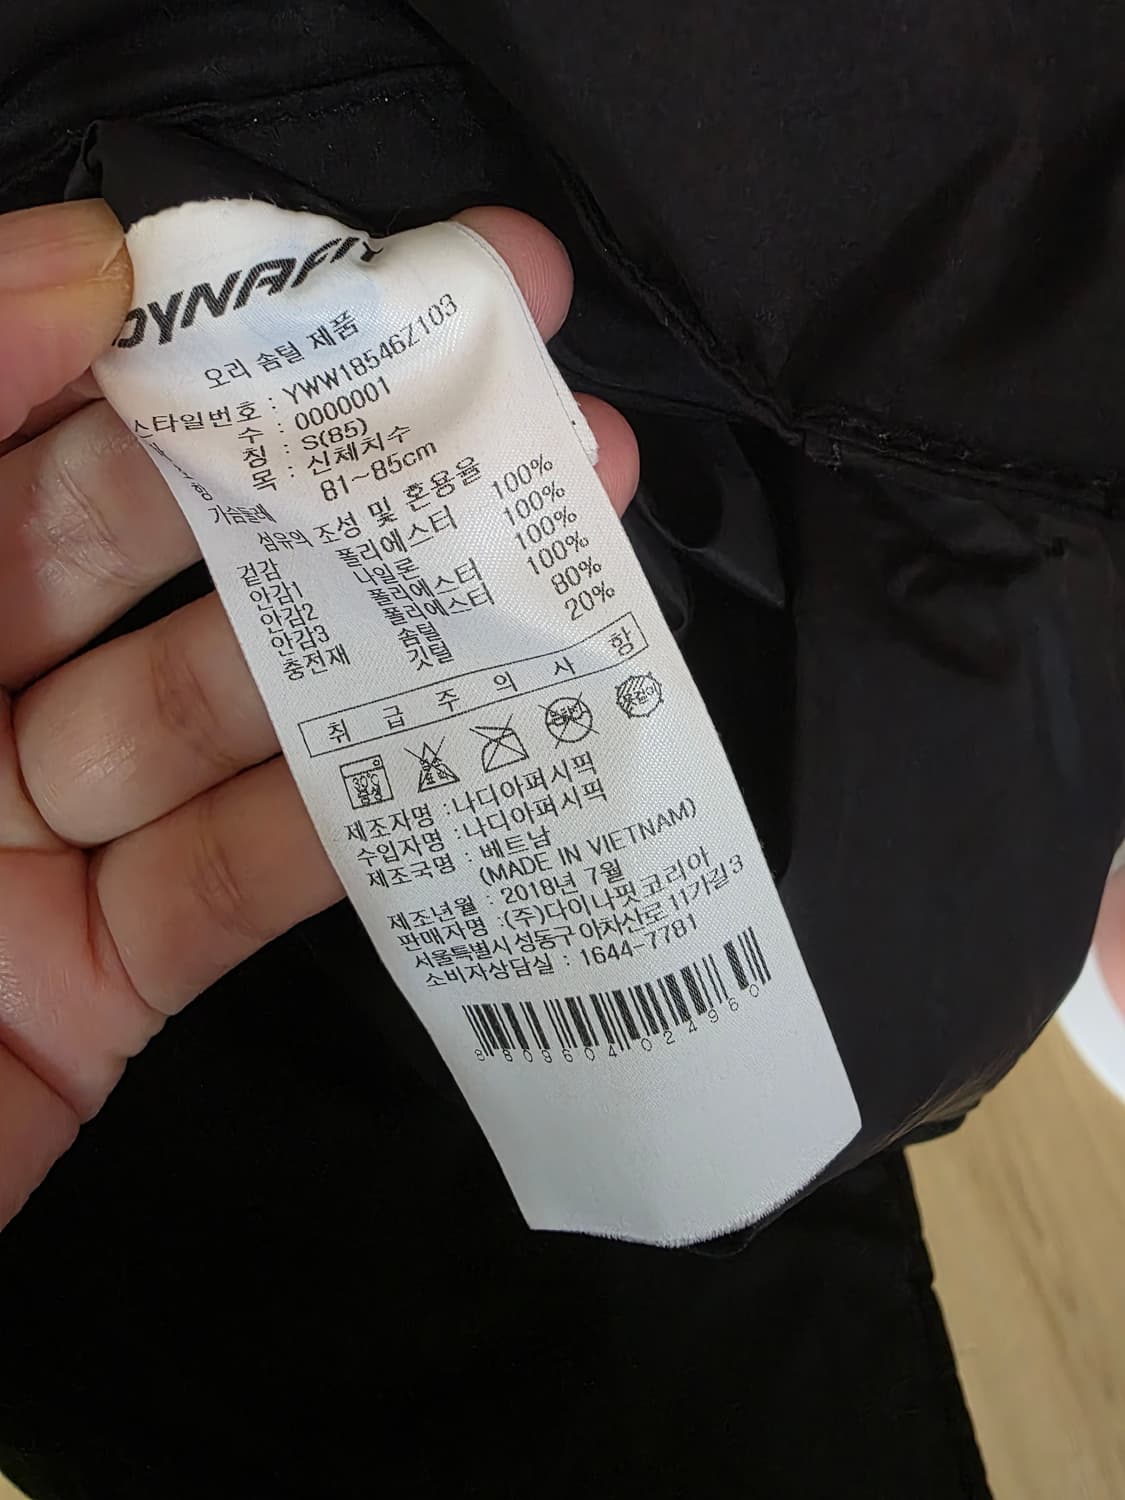 DYNAFIT
오리 솜털 제품
스타일번호 : YWW18546Z103
수 : 0000001
칭 : S(85)
항목 : 신체치수
가슴둘레 81~85cm
섬유의 조성 및 혼용율
겉감 폴리에스터 100%
안감1 나일론 100%
안감2 폴리에스터 100%
안감3 폴리에스터 100%
충전재 솜털 80%
깃털 20%
취급주의사항
제조자명 : 나디아퍼시픽
수입자명 : 나디아퍼시픽
제조국명 : 베트남
(MADE IN VIETNAM)
제조년월 : 2018년 7월
판매자명 : (주)다이나핏코리아
서울특별시 성동구 아차산로 11가길 3
소비자상담실 : 1644-7781
8809604024960